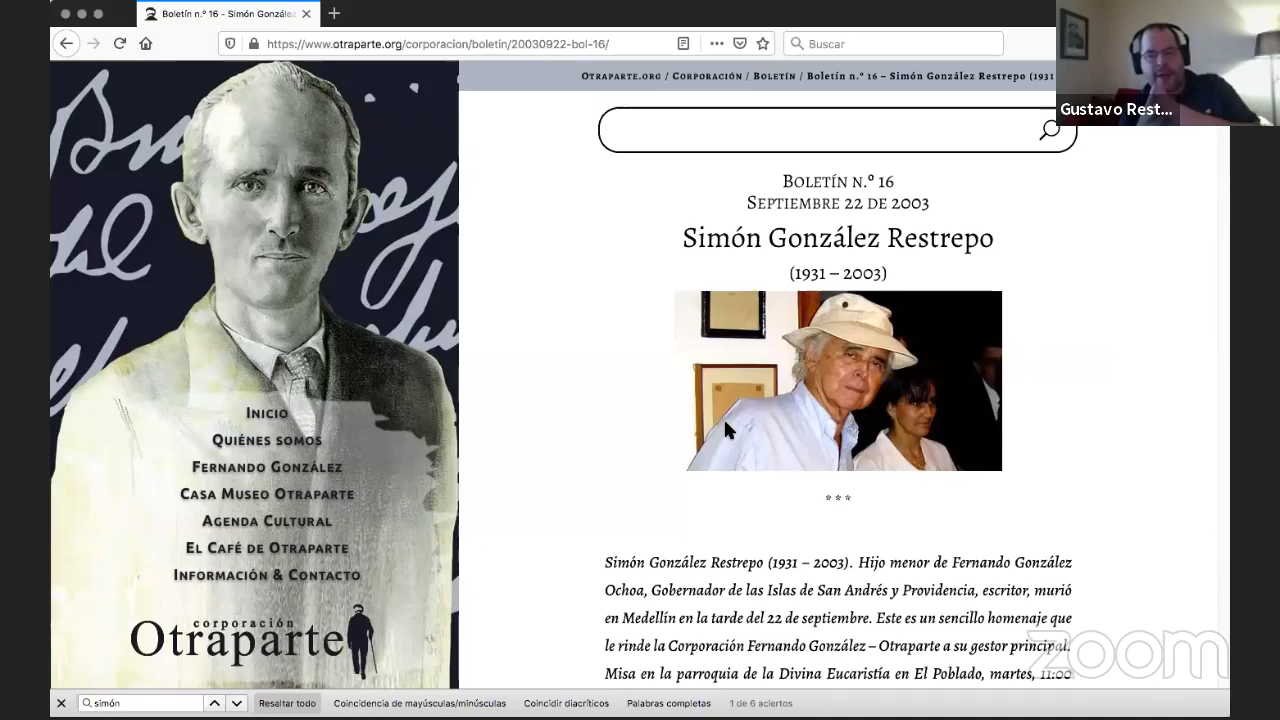 Boletín n.º 16 – Simón González
https://www.otraparte.org/corporacion/boletin/20030922-bol-16/
Buscar
Otraparte.org / Corporación / Boletín / Boletín n.º 16 – Simón González Restrepo (1931
Gustavo Rest...
Boletín n.º 16
Septiembre 22 de 2003
Simón González Restrepo
(1931 – 2003)
* * *
Simón González Restrepo (1931 – 2003). Hijo menor de Fernando González
Ochoa, Gobernador de las Islas de San Andrés y Providencia, escritor, murió
en Medellín en la tarde del 22 de septiembre. Este es un sencillo homenaje que
le rinde la Corporación Fernando González – Otraparte a su gestor principal.
Misa en la parroquia de la Divina Eucaristía en El Poblado, martes, 11:00
Inicio
Quiénes somos
Fernando González
Casa Museo Otraparte
Agenda Cultural
El Café de Otraparte
Información & Contacto
corporación
Otraparte
zoom
simón
Resaltar todo
Coincidencia de mayúsculas/minúsculas
Coincidir diacríticos
Palabras completas
1 de 6 aciertos